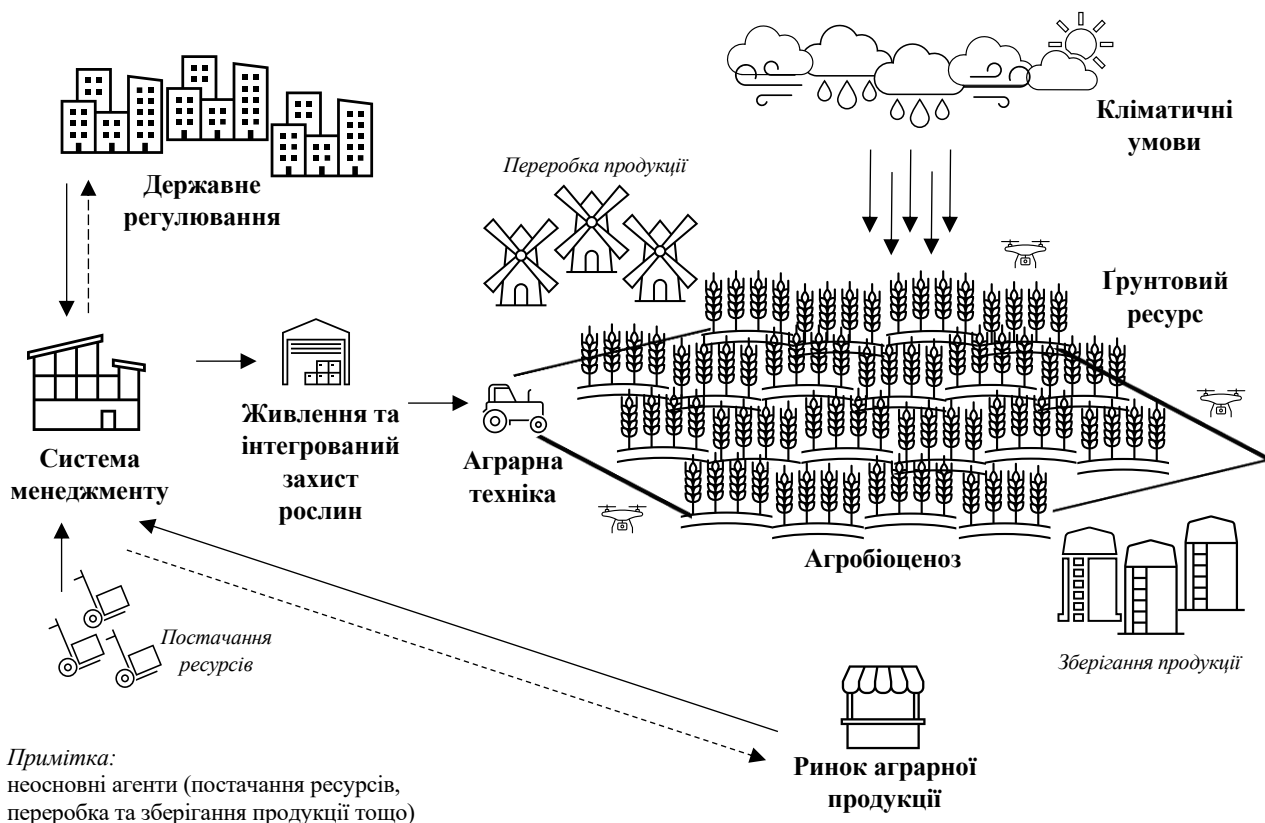 Кліматичні
умови
Переробка продукції
Державне
регулювання
Ґрунтовий
ресурс
Живлення та
інтегрований
захист
рослин
Аграрна
техніка
Система
менеджменту
Агробіоценоз
Постачання
ресурсів
Зберігання продукції
Ринок аграрної
продукції
Примітка:
неосновні агенти (постачання ресурсів,
переробка та зберігання продукції тощо)